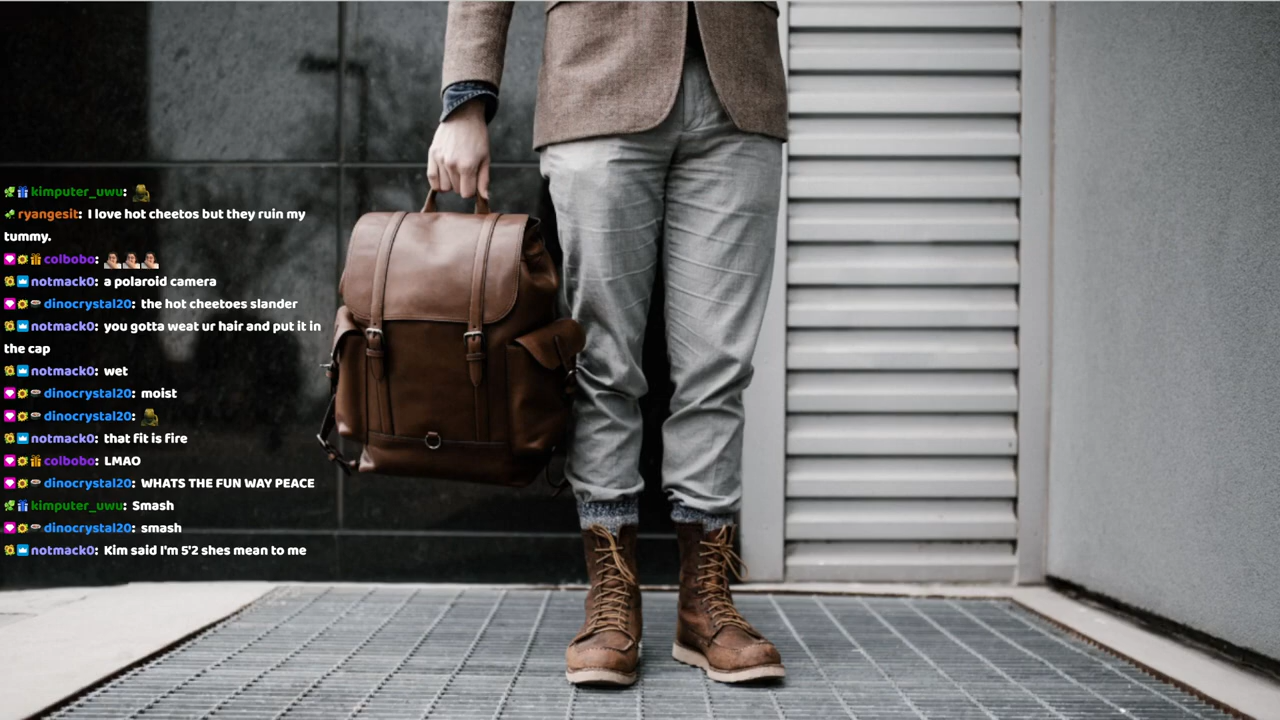 kimputer_uwu:
ryangesit: I love hot cheetos but they ruin my
tummy.
colbobo:
notmack0: a polaroid camera
dinocrystal20: the hot cheetoes slander
notmack0: you gotta weat ur hair and put it in
the cap
notmack0: wet
dinocrystal20: moist
dinocrystal20:
notmack0: that fit is fire
colbobo: LMAO
dinocrystal20: WHATS THE FUN WAY PEACE
kimputer_uwu: Smash
dinocrystal20: smash
notmack0: Kim said I'm 5'2 shes mean to me